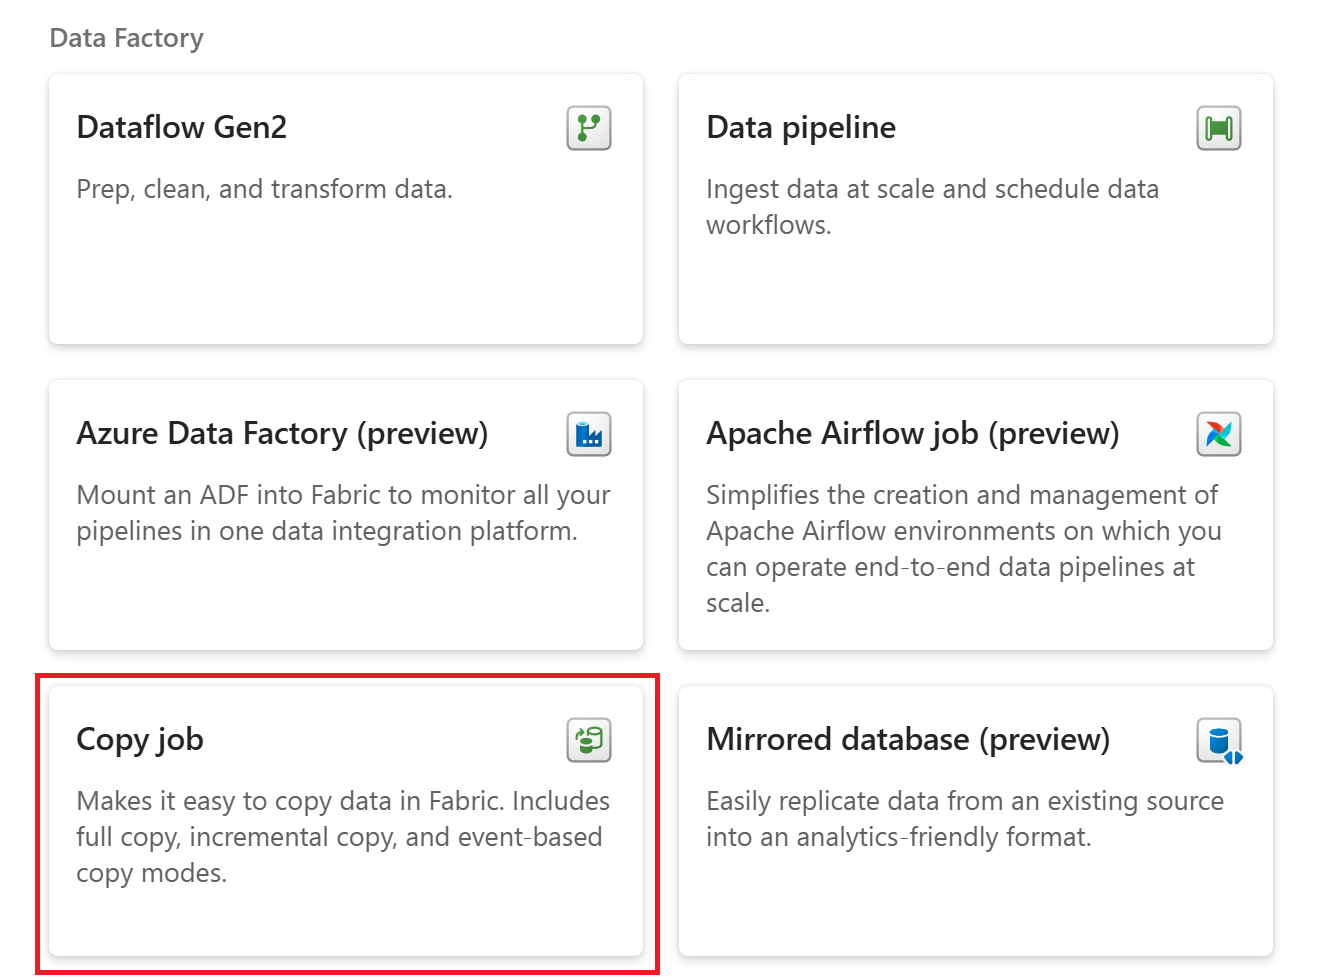 Data Factory
Dataflow Gen2
Prep, clean, and transform data.
Data pipeline
Ingest data at scale and schedule data
workflows.
Azure Data Factory (preview)
Mount an ADF into Fabric to monitor all your
pipelines in one data integration platform.
Apache Airflow job (preview)
Simplifies the creation and management of
Apache Airflow environments on which you
can operate end-to-end data pipelines at
scale.
Copy job
Makes it easy to copy data in Fabric. Includes
full copy, incremental copy, and event-based
copy modes.
Mirrored database (preview)
Easily replicate data from an existing source
into an analytics-friendly format.